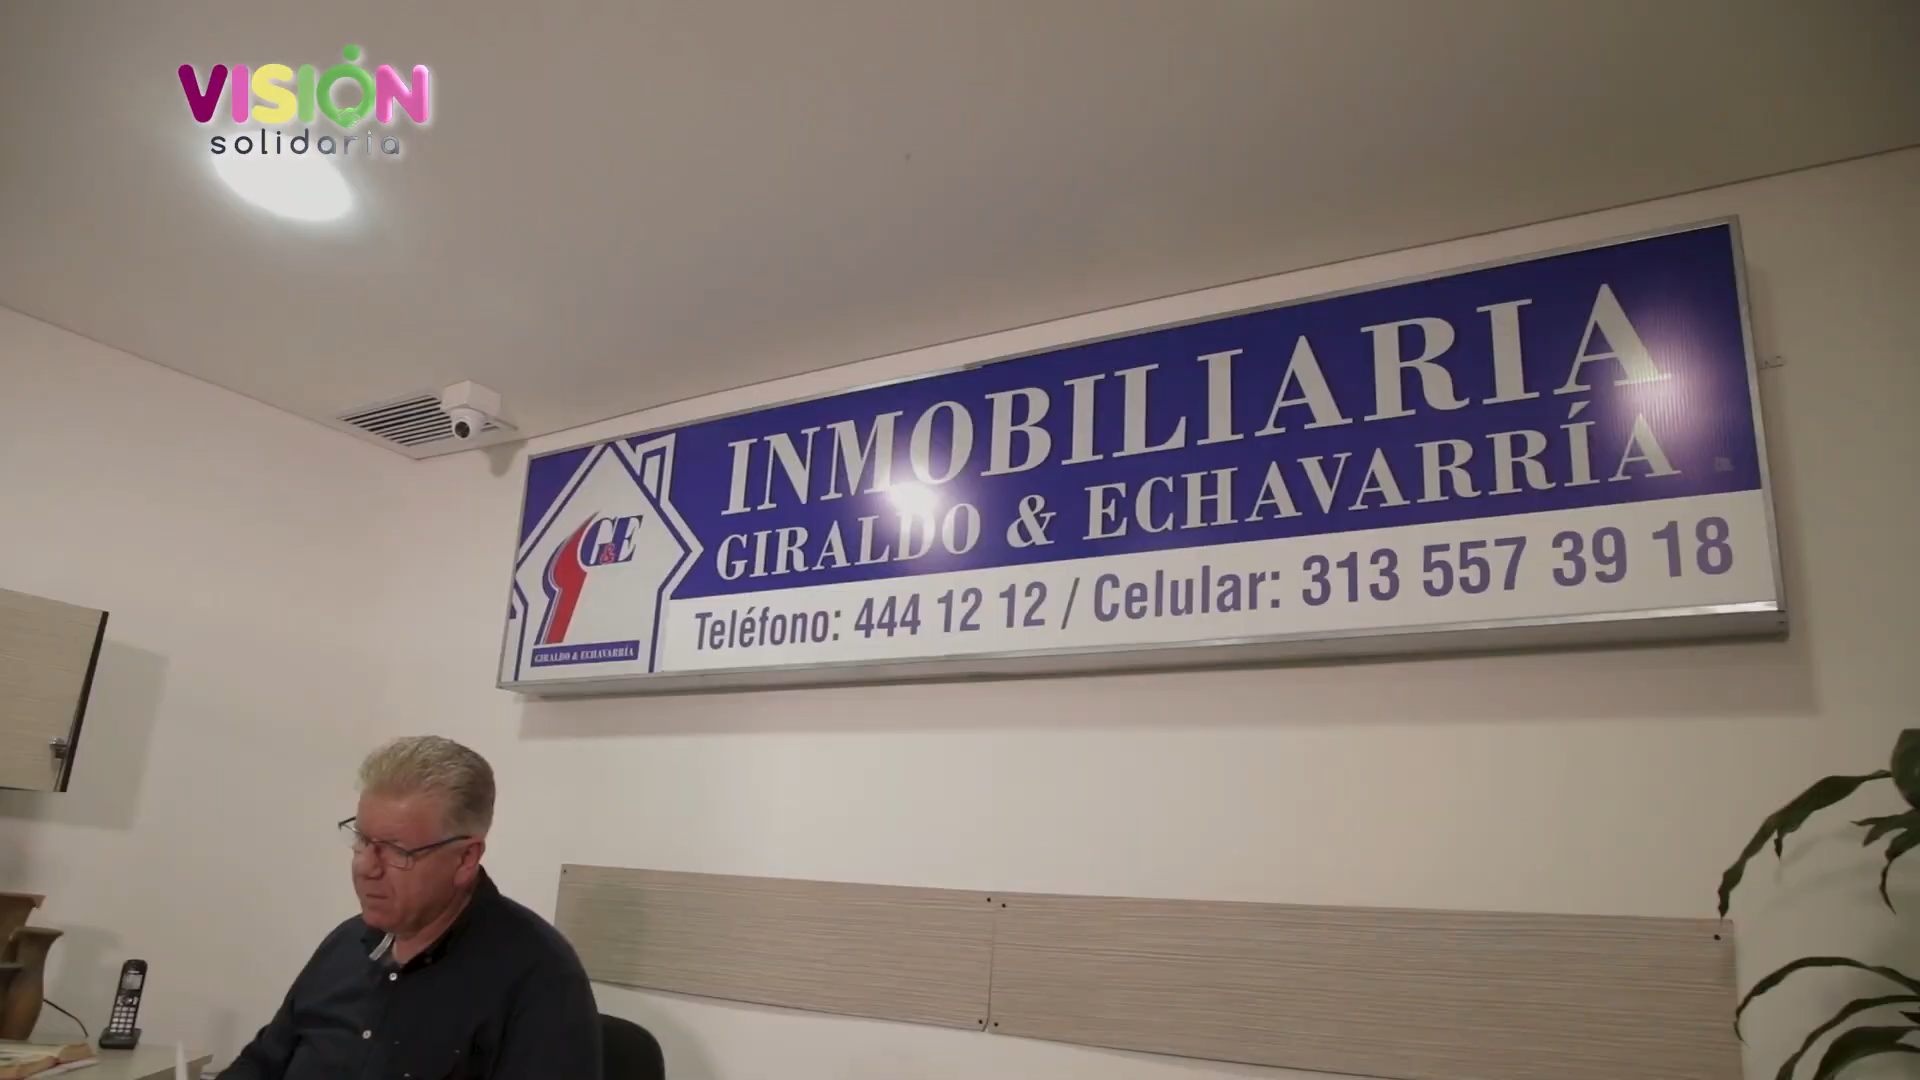 VISIÓN
solidaria
INMOBILIARIA
GIRALDO & ECHAVARRÍA
Teléfono: 444 12 12 / Celular: 313 557 39 18
G&E
GIRALDO & ECHAVARRÍA